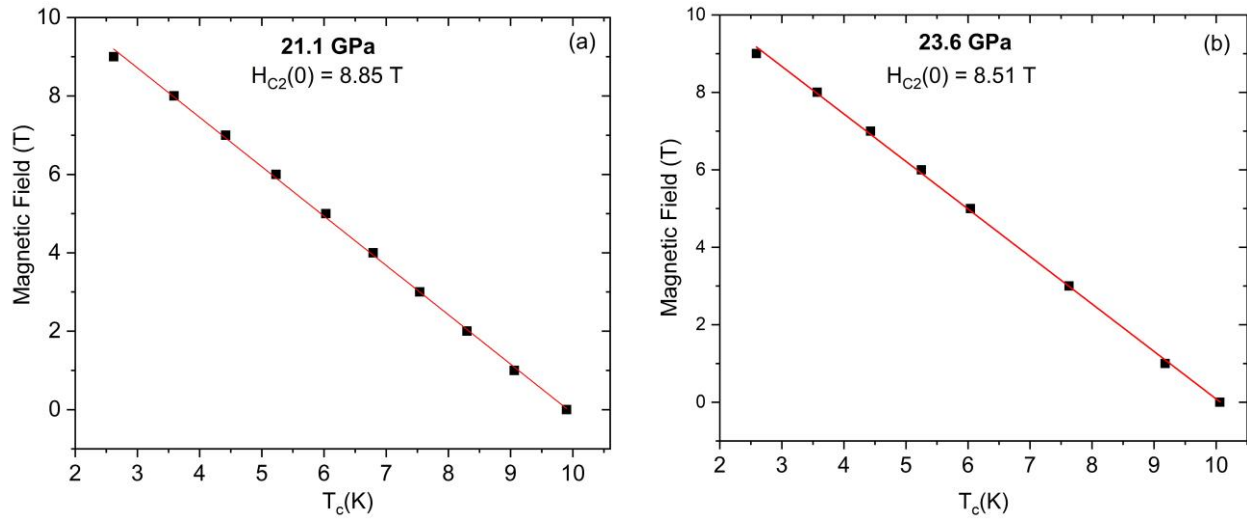 (a)
21.1 GPa
H_C2(0) = 8.85 T
Magnetic Field (T)
10
8
6
4
2
0
2 3 4 5 6 7 8 9 10
T_c(K)
(b)
23.6 GPa
H_C2(0) = 8.51 T
Magnetic Field (T)
10
8
6
4
2
0
2 3 4 5 6 7 8 9 10
T_c(K)